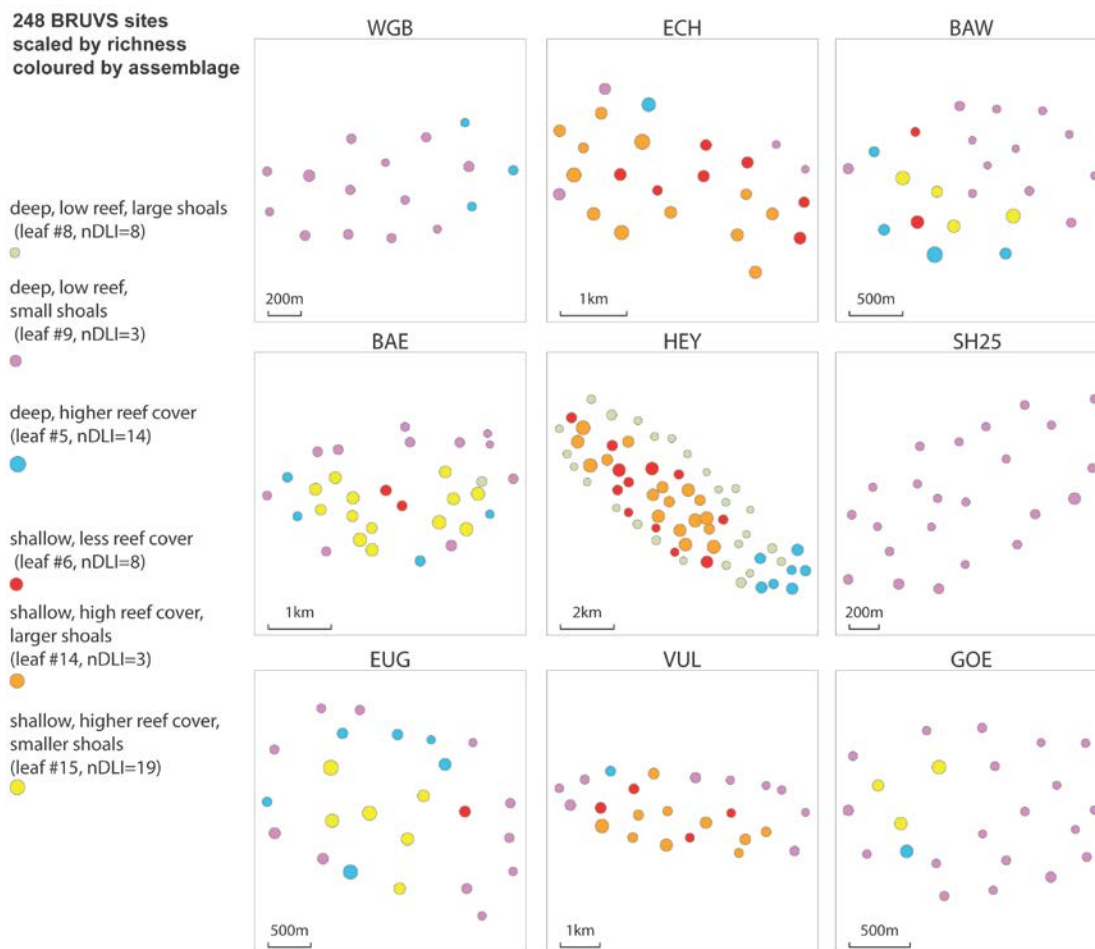 248 BRUVS sites
scaled by richness
coloured by assemblage
deep, low reef, large shoals
(leaf #8, nDLI=8)
deep, low reef,
small shoals
(leaf #9, nDLI=3)
deep, higher reef cover
(leaf #5, nDLI=14)
shallow, less reef cover
(leaf #6, nDLI=8)
shallow, high reef cover,
larger shoals
(leaf #14, nDLI=3)
shallow, higher reef cover,
smaller shoals
(leaf #15, nDLI=19)
WGB
200m
ECH
1km
BAW
500m
BAE
1km
HEY
2km
SH25
200m
EUG
500m
VUL
1km
GOE
500m